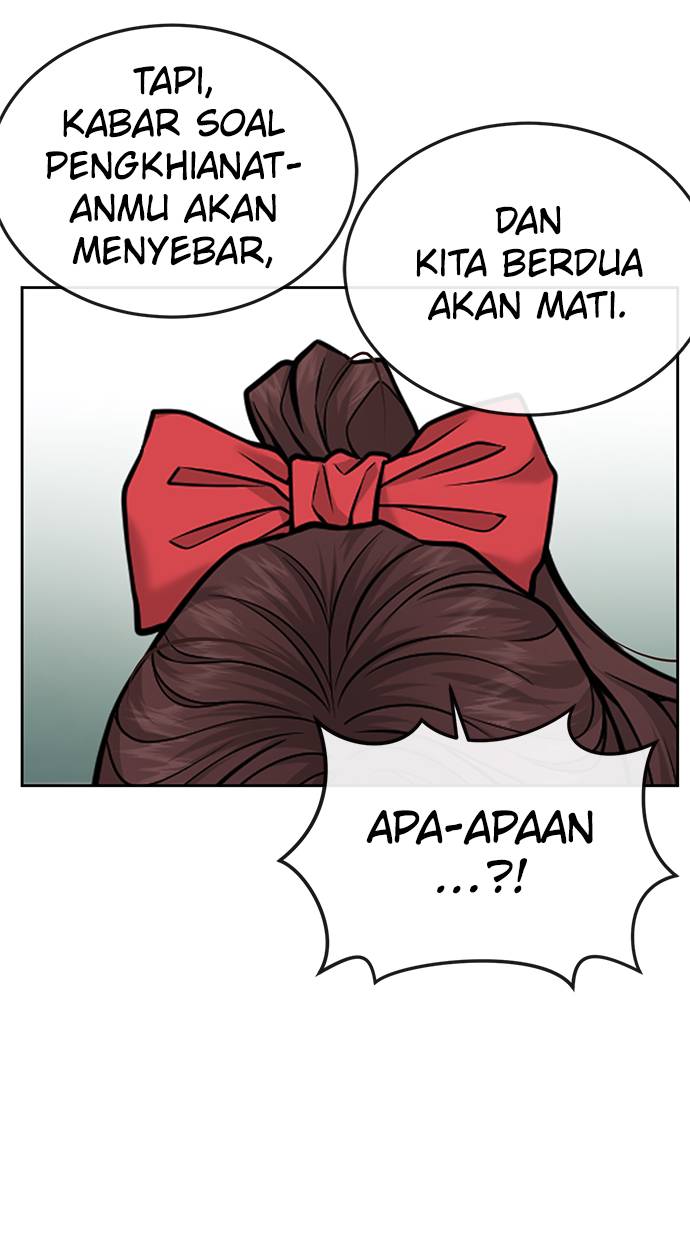 TAPI,
KABAR SOAL
PENGKHIANAT-
ANMU AKAN
MENYEBAR,
DAN
KITA BERDUA
AKAN MATI.
APA-APAAN
...?!